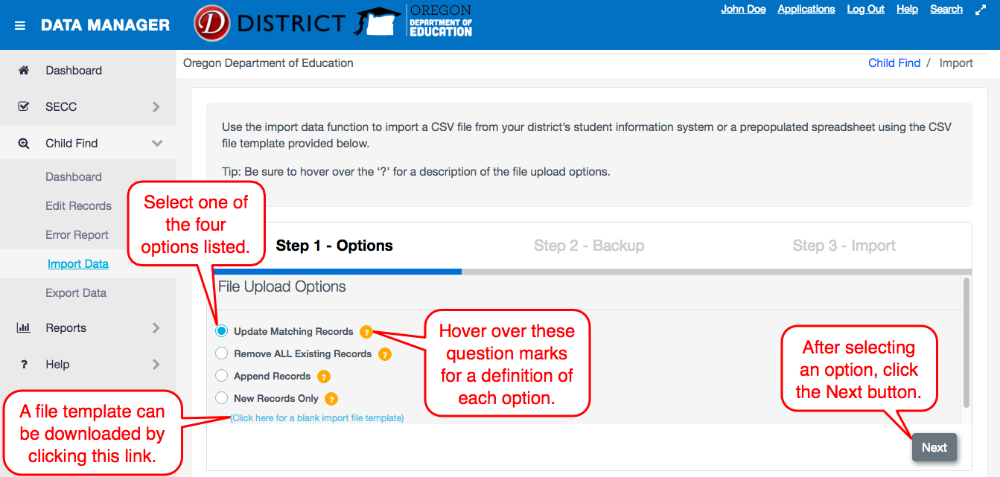 DATA MANAGER
D DISTRICT
OREGON
DEPARTMENT OF
EDUCATION
John Doe Applications Log Out Help Search
Dashboard
SECC
Child Find
Dashboard
Edit Records
Error Report
Import Data
Export Data
Reports
? Help
Oregon Department of Education
Child Find / Import
Use the import data function to import a CSV file from your district's student information system or a prepopulated spreadsheet using the CSV
file template provided below.
Tip: Be sure to hover over the ‘?’ for a description of the file upload options.
Select one of
the four
options listed.
Step 1 - Options
Step 2 - Backup
Step 3 - Import
File Upload Options
Update Matching Records ?
Remove ALL Existing Records ?
Append Records ?
New Records Only ?
(Click here for a blank import file template)
Hover over these
question marks
for a definition of
each option.
After selecting
an option, click
the Next button.
A file template can
be downloaded by
clicking this link.
Next